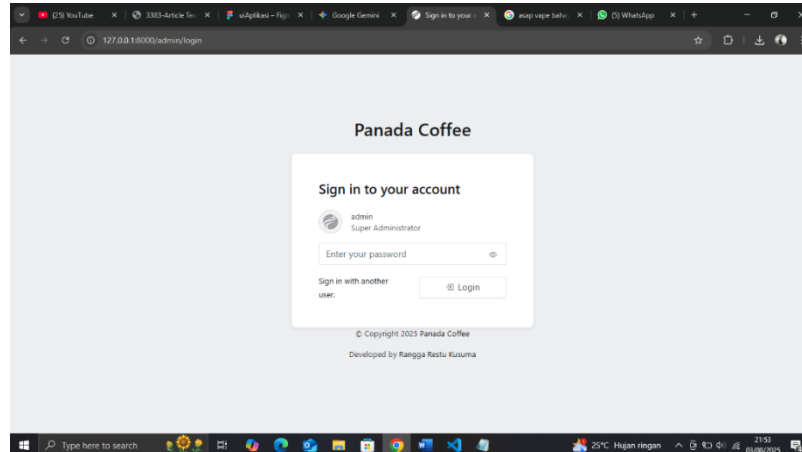 (25) YouTube
3383-Article Tex
uiAplikasi – Fig
Google Gemini
Sign in to your
asap vape baha
(5) WhatsApp
127.0.0.1:8000/admin/login
Panada Coffee
Sign in to your account
admin
Super Administrator
Enter your password
Sign in with another
user.
Login
© Copyright 2025 Panada Coffee
Developed by Rangga Restu Kusuma
Type here to search
25°C Hujan ringan
21:53
03/08/2025